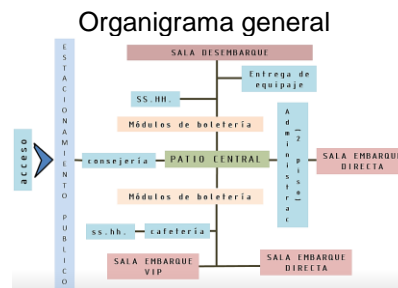 Organigrama general
SALA DESEMBARQUE
Entrega de
equipaje
SS.HH.
Módulos de boletería
ESTACIONAMIENTO PUBLICO
acceso
consejería
PATIO CENTRAL
Administrac
(2 piso)
SALA EMBARQUE
DIRECTA
Módulos de boletería
ss.hh.
cafetería
SALA EMBARQUE
VIP
SALA EMBARQUE
DIRECTA